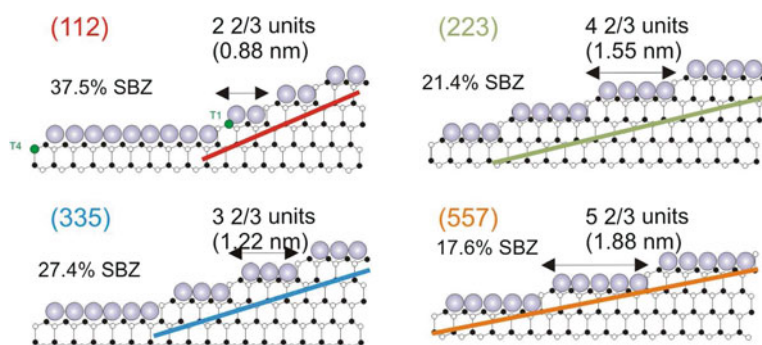 (112)
2 2/3 units
(0.88 nm)
37.5% SBZ
T1
T4
(223)
4 2/3 units
(1.55 nm)
21.4% SBZ
(335)
3 2/3 units
(1.22 nm)
27.4% SBZ
(557)
5 2/3 units
(1.88 nm)
17.6% SBZ